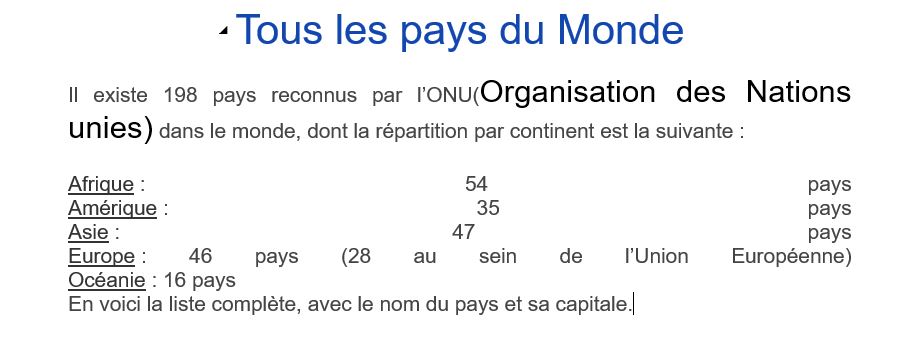 Tous les pays du Monde
Il existe 198 pays reconnus par l’ONU(Organisation des Nations
unies) dans le monde, dont la répartition par continent est la suivante :
Afrique : 54 pays
Amérique : 35 pays
Asie : 47 pays
Europe : 46 pays (28 au sein de l’Union Européenne)
Océanie : 16 pays
En voici la liste complète, avec le nom du pays et sa capitale.